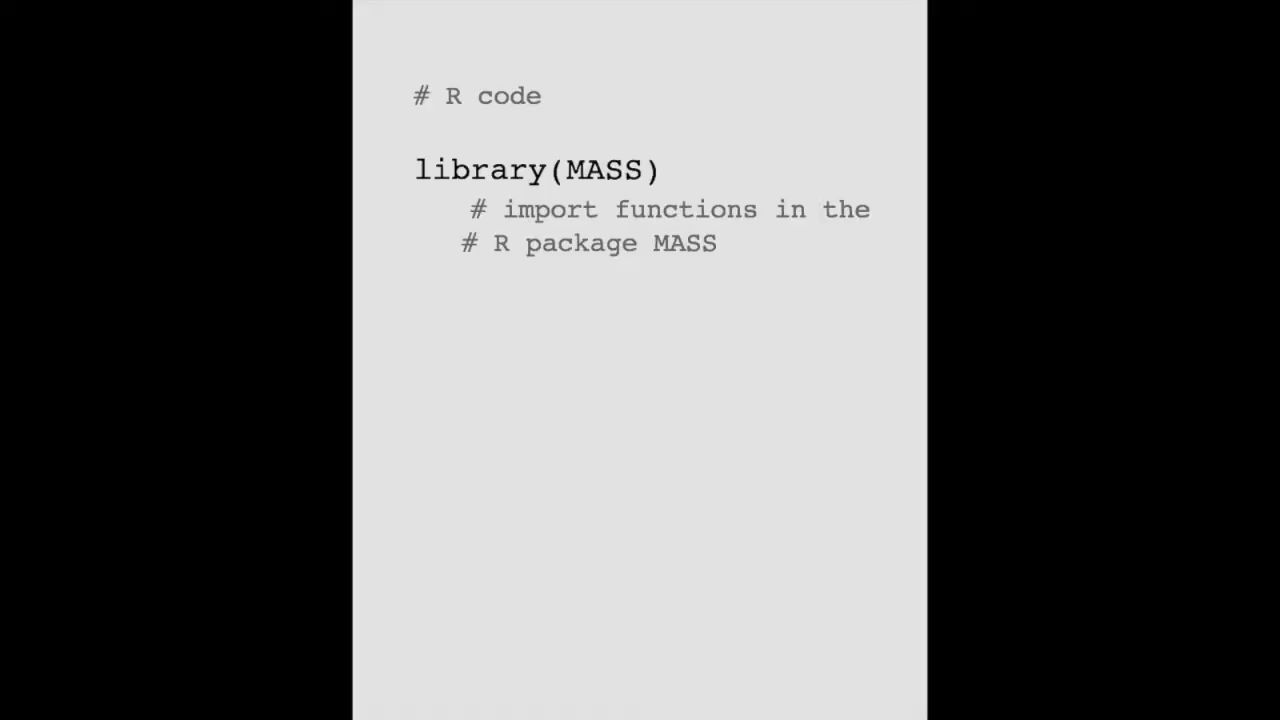 # R code
library(MASS)
# import functions in the
# R package MASS